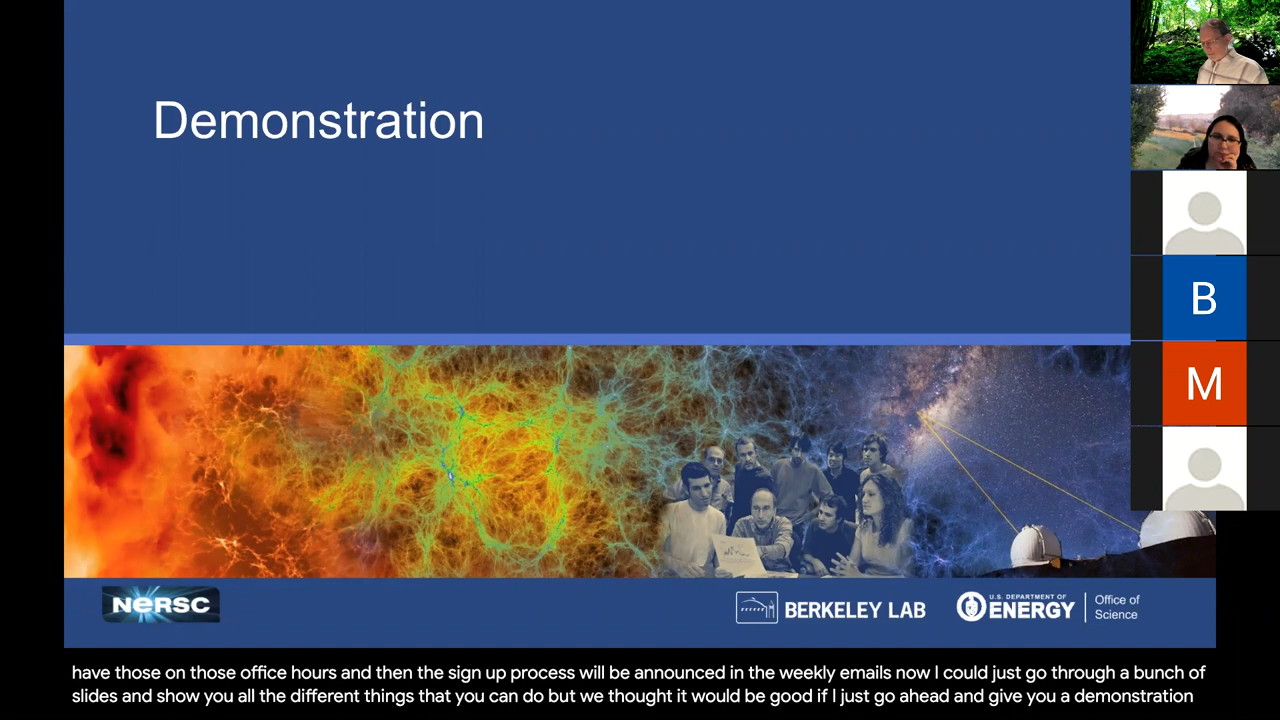 Demonstration
B
M
NERSC
BERKELEY LAB
U.S. DEPARTMENT OF
ENERGY
Office of
Science
have those on those office hours and then the sign up process will be announced in the weekly emails now I could just go through a bunch of
slides and show you all the different things that you can do but we thought it would be good if I just go ahead and give you a demonstration